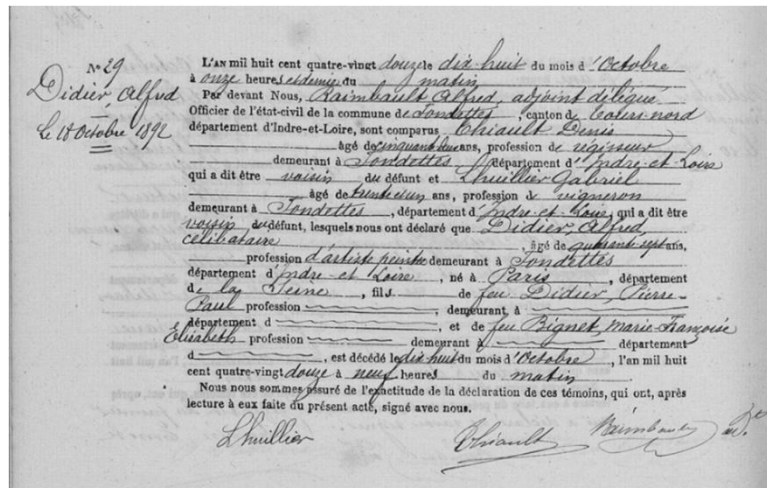 N° 29
Didier, Alfred
le 18 Octobre 1892
L'AN mil huit cent quatre-vingt douze le dix huit du mois d'Octobre
à onze heures et demie du matin
Par devant Nous, Raimbault Alfred, adjoint délégué
Officier de l'état-civil de la commune de Fondettes, canton de Tours-nord
département d'Indre-et-Loire, sont comparus Thiault Denis
âgé de cinquante ans, profession de régisseur
demeurant à Fondettes, département d'Indre-et-Loire
qui a dit être voisin du défunt et Lhuillier Gabriel
âgé de trente un ans, profession de vigneron
demeurant à Fondettes, département d'Indre-et-Loire, qui a dit être
voisin du défunt, lesquels nous ont déclaré que Didier, Alfred,
célibataire, âgé de quarante sept ans,
profession d'artiste peintre demeurant à Fondettes
département d'Indre-et-Loire, né à Paris, département
d e la Seine, fils de feu Didier, Pierre-
Paul profession, demeurant à
département d, et de feu Bignet, Marie Françoise
Elisabeth profession demeurant à département
d, est décédé le dix huit du mois d'Octobre, l'an mil huit
cent quatre-vingt douze à neuf heures du matin
Nous nous sommes assuré de l'exactitude de la déclaration de ces témoins, qui ont, après
lecture à eux faite du présent acte, signé avec nous.
Lhuillier Thiault Raimbault